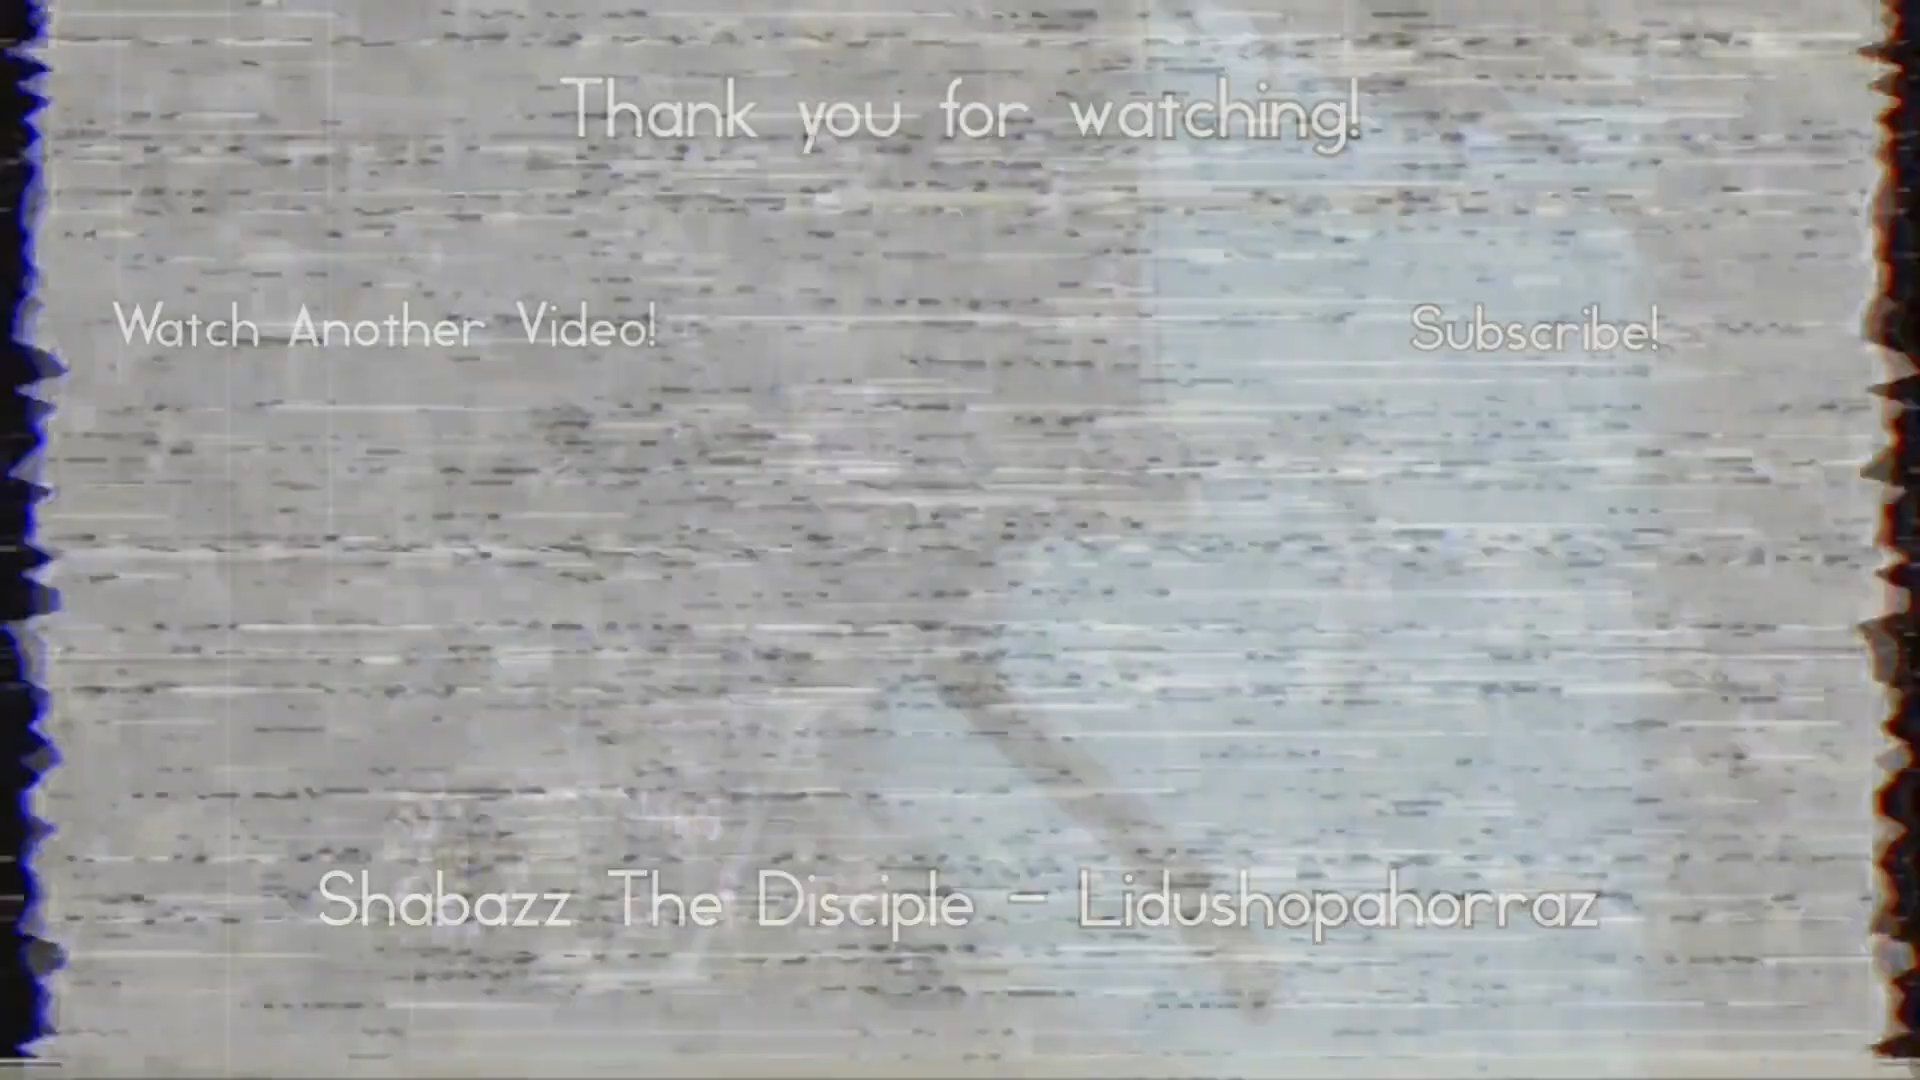 Thank you for watching!
Watch Another Video!
Subscribe!
Shabazz The Disciple - Lidushopahorraz